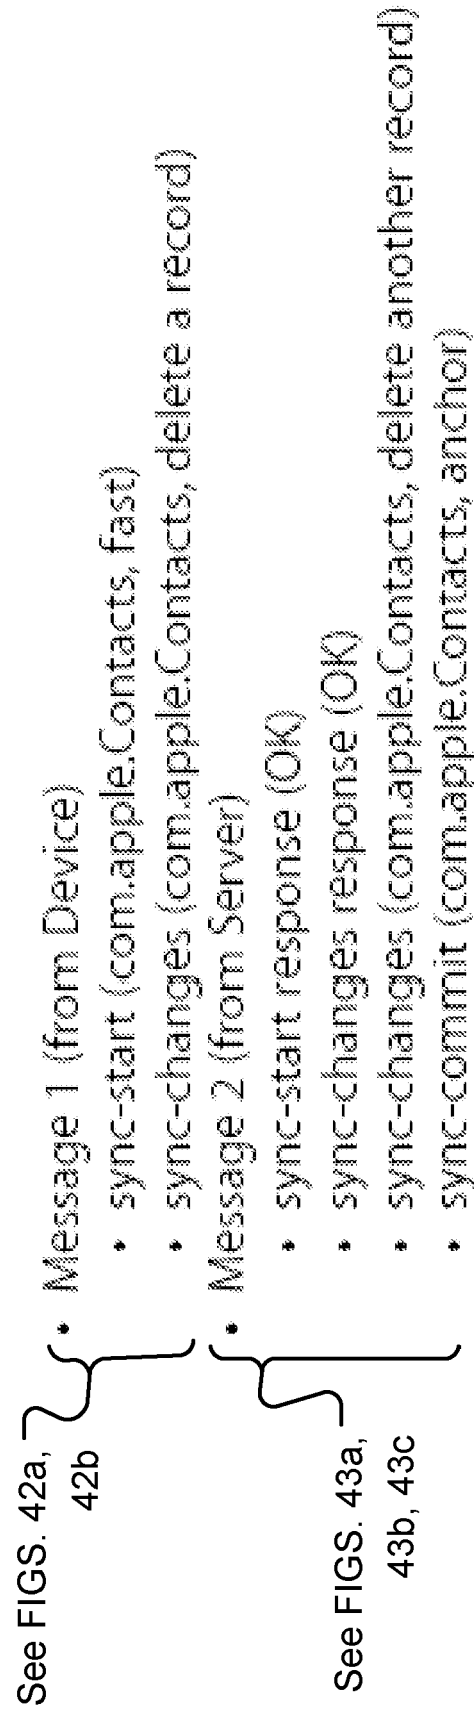 See FIGS. 42a,
42b
• Message 1 (from Device)
• sync-start (com.apple.Contacts, fast)
• sync-changes (com.apple.Contacts, delete a record)
See FIGS. 43a,
43b, 43c
• Message 2 (from Server)
• sync-start response (OK)
• sync-changes response (OK)
• sync-changes (com.apple.Contacts, delete another record)
• sync-commit (com.apple.Contacts, anchor)